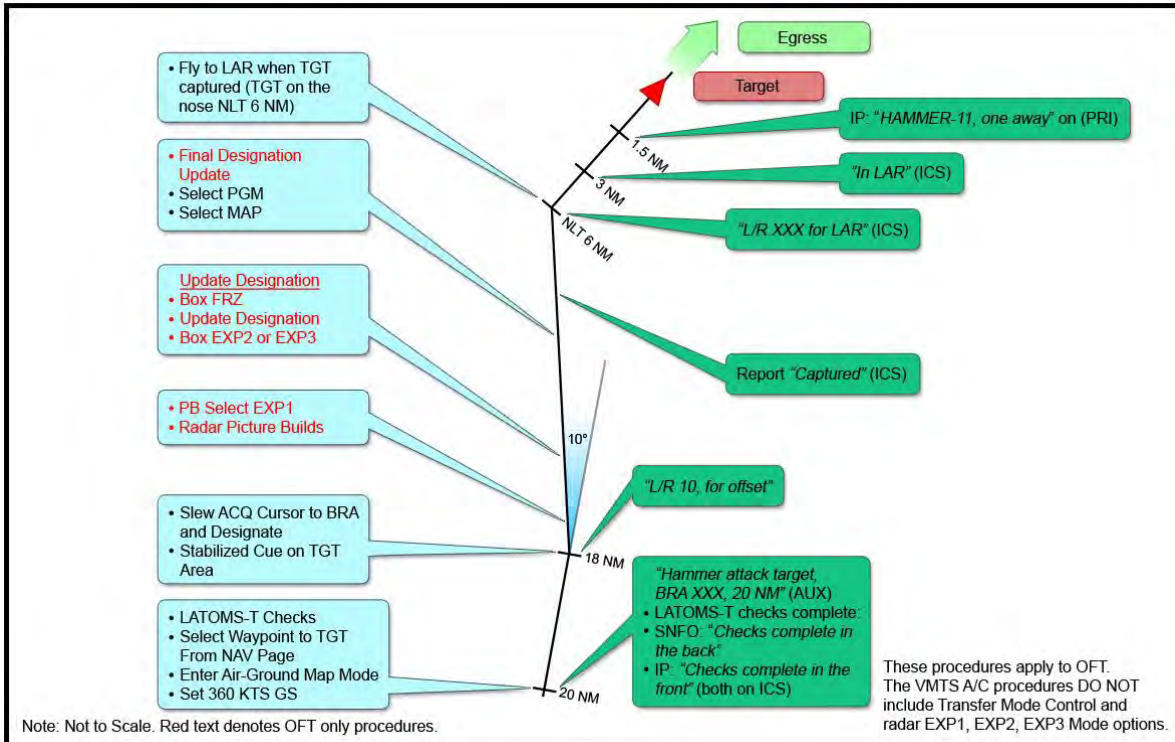 Egress
Target
• Fly to LAR when TGT
captured (TGT on the
nose NLT 6 NM)
IP: “HAMMER-11, one away” on (PRI)
1.5 NM
• Final Designation
Update
• Select PGM
• Select MAP
“In LAR” (ICS)
3 NM
“L/R XXX for LAR” (ICS)
NLT 6 NM
Update Designation
• Box FRZ
• Update Designation
• Box EXP2 or EXP3
Report “Captured” (ICS)
• PB Select EXP1
• Radar Picture Builds
10°
“L/R 10, for offset”
• Slew ACQ Cursor to BRA
and Designate
• Stabilized Cue on TGT
Area
18 NM
“Hammer attack target,
BRA XXX, 20 NM” (AUX)
• LATOMS-T checks complete:
• SNFO: “Checks complete in
the back”
• IP: “Checks complete in the
front” (both on ICS)
• LATOMS-T Checks
• Select Waypoint to TGT
From NAV Page
• Enter Air-Ground Map Mode
• Set 360 KTS GS
20 NM
These procedures apply to OFT.
The VMTS A/C procedures DO NOT
include Transfer Mode Control and
radar EXP1, EXP2, EXP3 Mode options.
Note: Not to Scale. Red text denotes OFT only procedures.